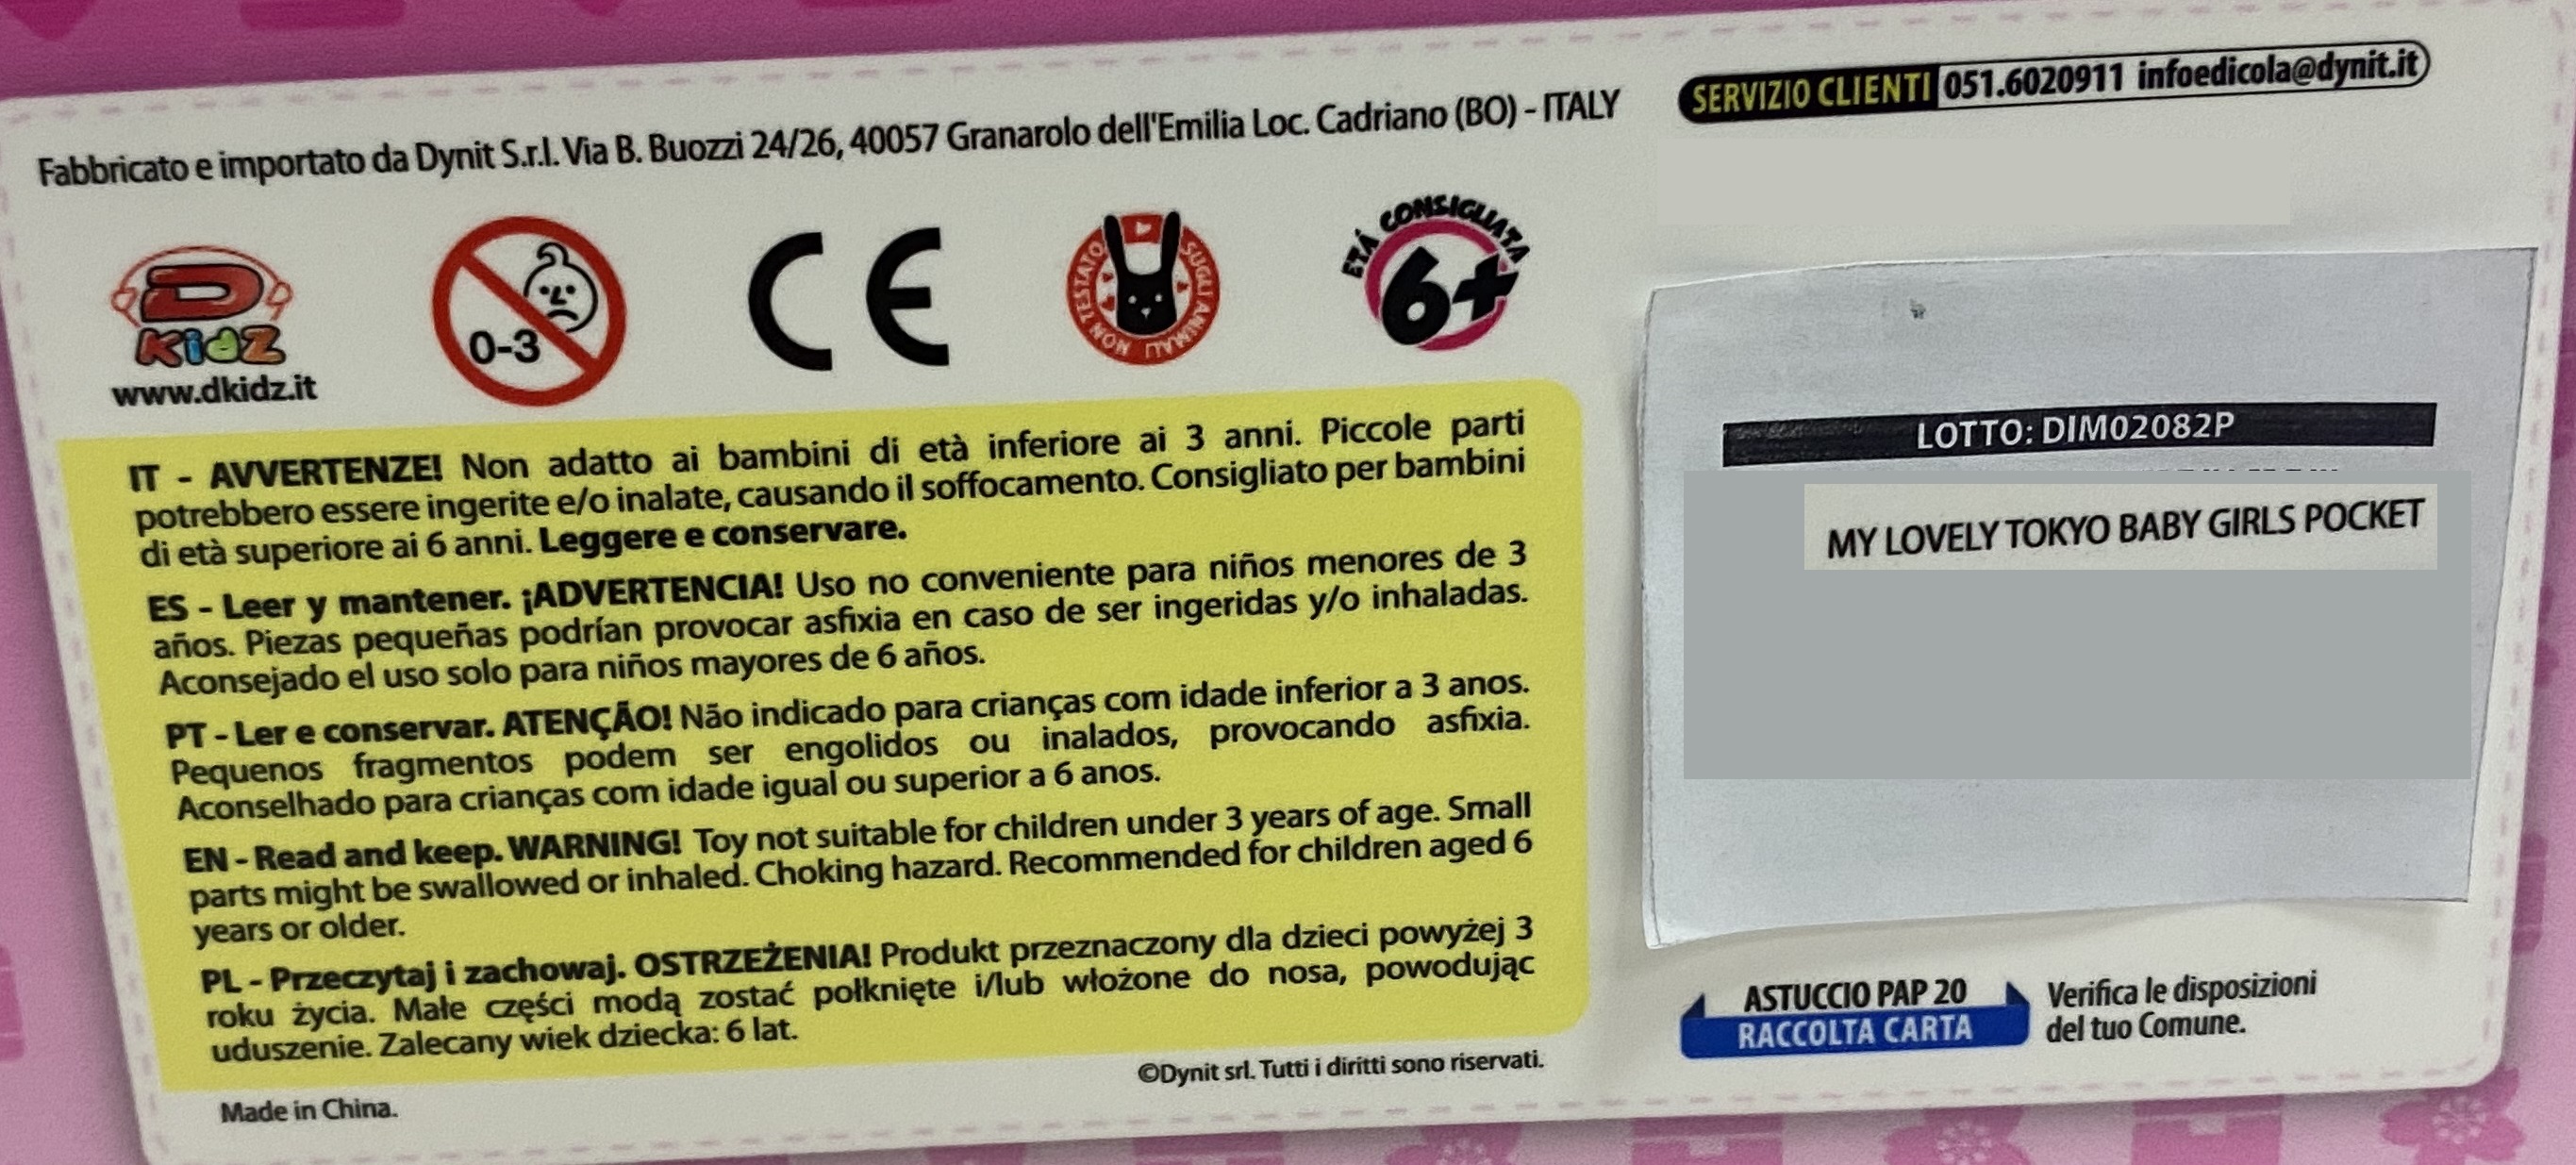 Fabbricato e importato da Dynit S.r.l. Via B. Buozzi 24/26, 40057 Granarolo dell'Emilia Loc. Cadriano (BO) - ITALY
SERVIZIO CLIENTI 051.6020911 infoedicola@dynit.it
D
KidZ
www.dkidz.it
0-3
CE
NON TESTATO SUGLI ANIMALI
ETÁ CONSIGLIATA
6+
IT - AVVERTENZE! Non adatto ai bambini di età inferiore ai 3 anni. Piccole parti
potrebbero essere ingerite e/o inalate, causando il soffocamento. Consigliato per bambini
di età superiore ai 6 anni. Leggere e conservare.
ES - Leer y mantener. ¡ADVERTENCIA! Uso no conveniente para niños menores de 3
años. Piezas pequeñas podrían provocar asfixia en caso de ser ingeridas y/o inhaladas.
Aconsejado el uso solo para niños mayores de 6 años.
PT - Ler e conservar. ATENÇÃO! Não indicado para crianças com idade inferior a 3 anos.
Pequenos fragmentos podem ser engolidos ou inalados, provocando asfixia.
Aconselhado para crianças com idade igual ou superior a 6 anos.
EN - Read and keep. WARNING! Toy not suitable for children under 3 years of age. Small
parts might be swallowed or inhaled. Choking hazard. Recommended for children aged 6
years or older.
PL - Przeczytaj i zachowaj. OSTRZEŻENIA! Produkt przeznaczony dla dzieci powyżej 3
roku życia. Małe części modą zostać połknięte i/lub włożone do nosa, powodując
uduszenie. Zalecany wiek dziecka: 6 lat.
©Dynit srl. Tutti i diritti sono riservati.
Made in China.
LOTTO: DIM02082P
MY LOVELY TOKYO BABY GIRLS POCKET
ASTUCCIO PAP 20
RACCOLTA CARTA
Verifica le disposizioni
del tuo Comune.